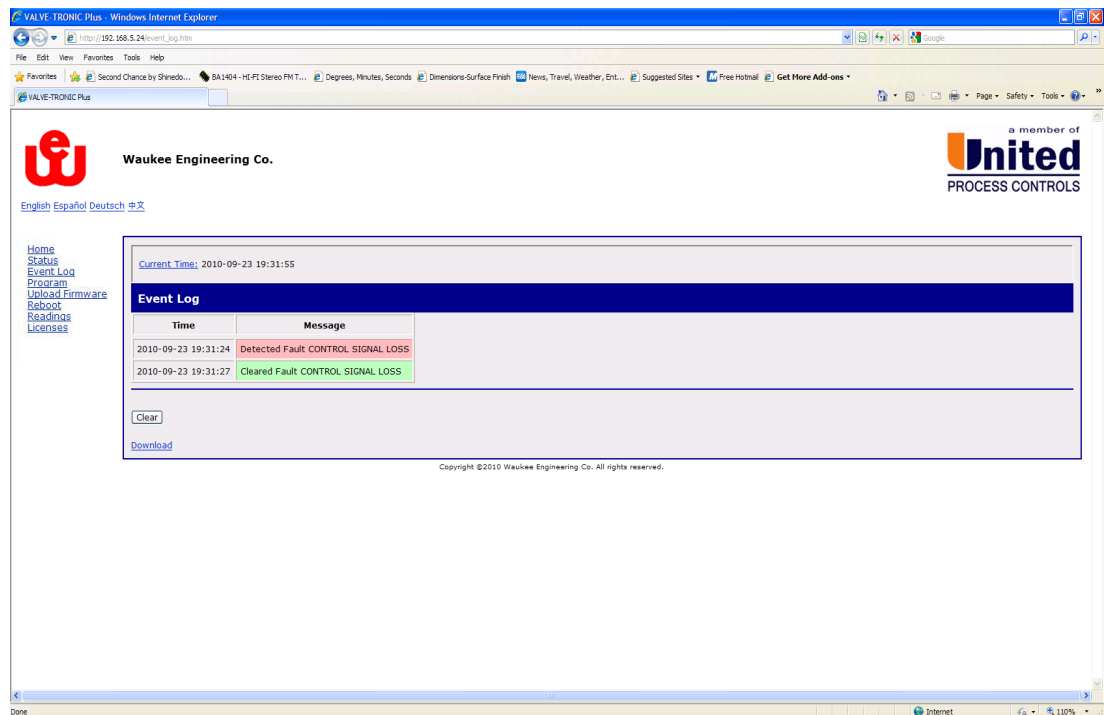 VALVE-TRONIC Plus - Windows Internet Explorer
http://192.168.5.24/event_log.htm
Google
File Edit View Favorites Tools Help
Favorites Second Chance by Shinedo... BA1404 - HI-FI Stereo FM T... Degrees, Minutes, Seconds Dimensions-Surface Finish News, Travel, Weather, Ent... Suggested Sites Free Hotmail Get More Add-ons
VALVE-TRONIC Plus
Page Safety Tools »
ewu
Waukee Engineering Co.
a member of
United
PROCESS CONTROLS
English Español Deutsch 中文
Home
Status
Event Log
Program
Upload Firmware
Reboot
Readings
Licenses
Current Time: 2010-09-23 19:31:55
Event Log
Time Message
2010-09-23 19:31:24 Detected Fault CONTROL SIGNAL LOSS
2010-09-23 19:31:27 Cleared Fault CONTROL SIGNAL LOSS
Clear
Download
Copyright ©2010 Waukee Engineering Co. All rights reserved.
Done
Internet
110%